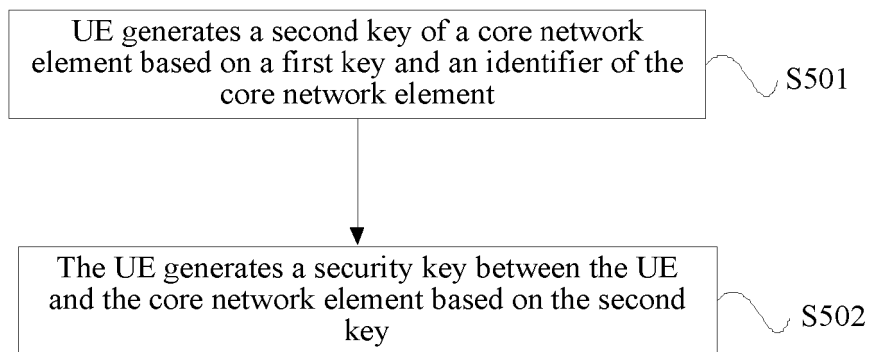 UE generates a second key of a core network
element based on a first key and an identifier of the
core network element
S501
The UE generates a security key between the UE
and the core network element based on the second
key
S502